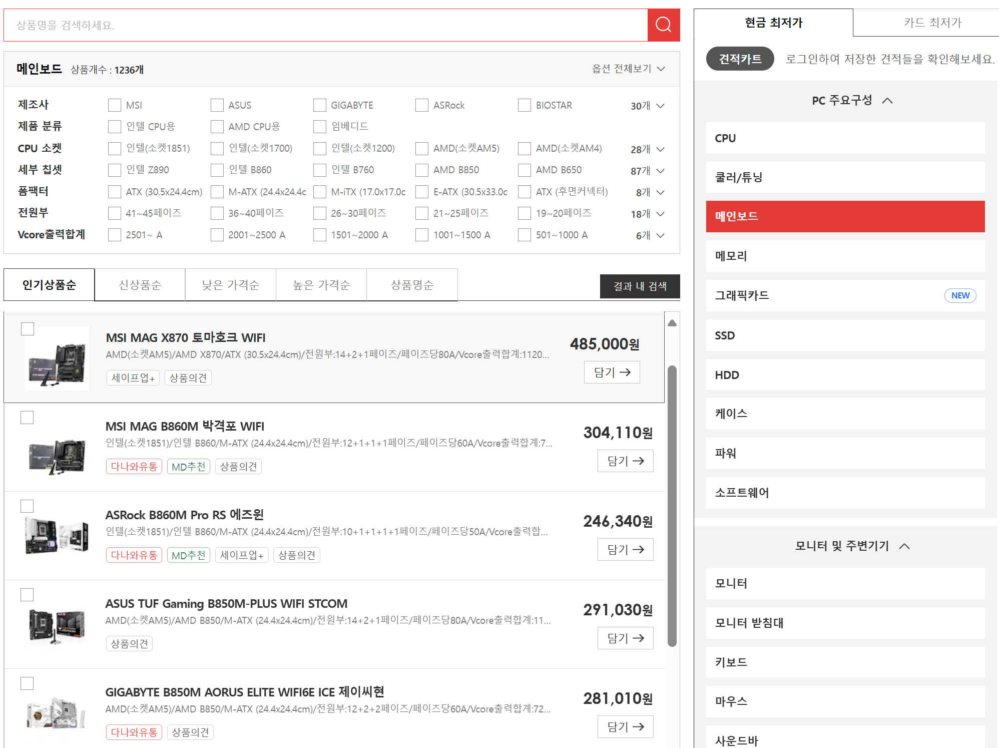 상품명을 검색하세요.
메인보드 상품개수 : 1236개 옵션 전체보기
제조사 MSI ASUS GIGABYTE ASRock BIOSTAR 30개
제품 분류 인텔 CPU용 AMD CPU용 임베디드
CPU 소켓 인텔(소켓1851) 인텔(소켓1700) 인텔(소켓1200) AMD(소켓AM5) AMD(소켓AM4) 28개
세부 칩셋 인텔 Z890 인텔 B860 인텔 B760 AMD B850 AMD B650 87개
폼팩터 ATX (30.5x24.4cm) M-ATX (24.4x24.4c M-iTX (17.0x17.0c E-ATX (30.5x33.0c ATX (후면커넥터) 8개
전원부 41~45페이즈 36~40페이즈 26~30페이즈 21~25페이즈 19~20페이즈 18개
Vcore출력합계 2501~ A 2001~2500 A 1501~2000 A 1001~1500 A 501~1000 A 6개
인기상품순 신상품순 낮은 가격순 높은 가격순 상품명순 결과 내 검색
MSI MAG X870 토마호크 WIFI
AMD(소켓AM5)/AMD X870/ATX (30.5x24.4cm)/전원부:14+2+1페이즈/페이즈당80A/Vcore출력합계:1120...
세이프업+ 상품의견
485,000원
담기
MSI MAG B860M 박격포 WIFI
인텔(소켓1851)/인텔 B860/M-ATX (24.4x24.4cm)/전원부:12+1+1+1페이즈/페이즈당60A/Vcore출력합계:7...
다나와유통 MD추천 상품의견
304,110원
담기
ASRock B860M Pro RS 에즈윈
인텔(소켓1851)/인텔 B860/M-ATX (24.4x24.4cm)/전원부:10+1+1+1+1페이즈/페이즈당50A/Vcore출력합...
다나와유통 MD추천 세이프업+ 상품의견
246,340원
담기
ASUS TUF Gaming B850M-PLUS WIFI STCOM
AMD(소켓AM5)/AMD B850/M-ATX (24.4x24.4cm)/전원부:14+2+1페이즈/페이즈당80A/Vcore출력합계:11...
상품의견
291,030원
담기
GIGABYTE B850M AORUS ELITE WIFI6E ICE 제이씨현
AMD(소켓AM5)/AMD B850/M-ATX (24.4x24.4cm)/전원부:12+2+2페이즈/페이즈당60A/Vcore출력합계:72...
다나와유통 상품의견
281,010원
담기
현금 최저가 카드 최저가
견적카트 로그인하여 저장한 견적들을 확인해보세요.
PC 주요구성
CPU
쿨러/튜닝
메인보드
메모리
그래픽카드 NEW
SSD
HDD
케이스
파워
소프트웨어
모니터 및 주변기기
모니터
모니터 받침대
키보드
마우스
사운드바